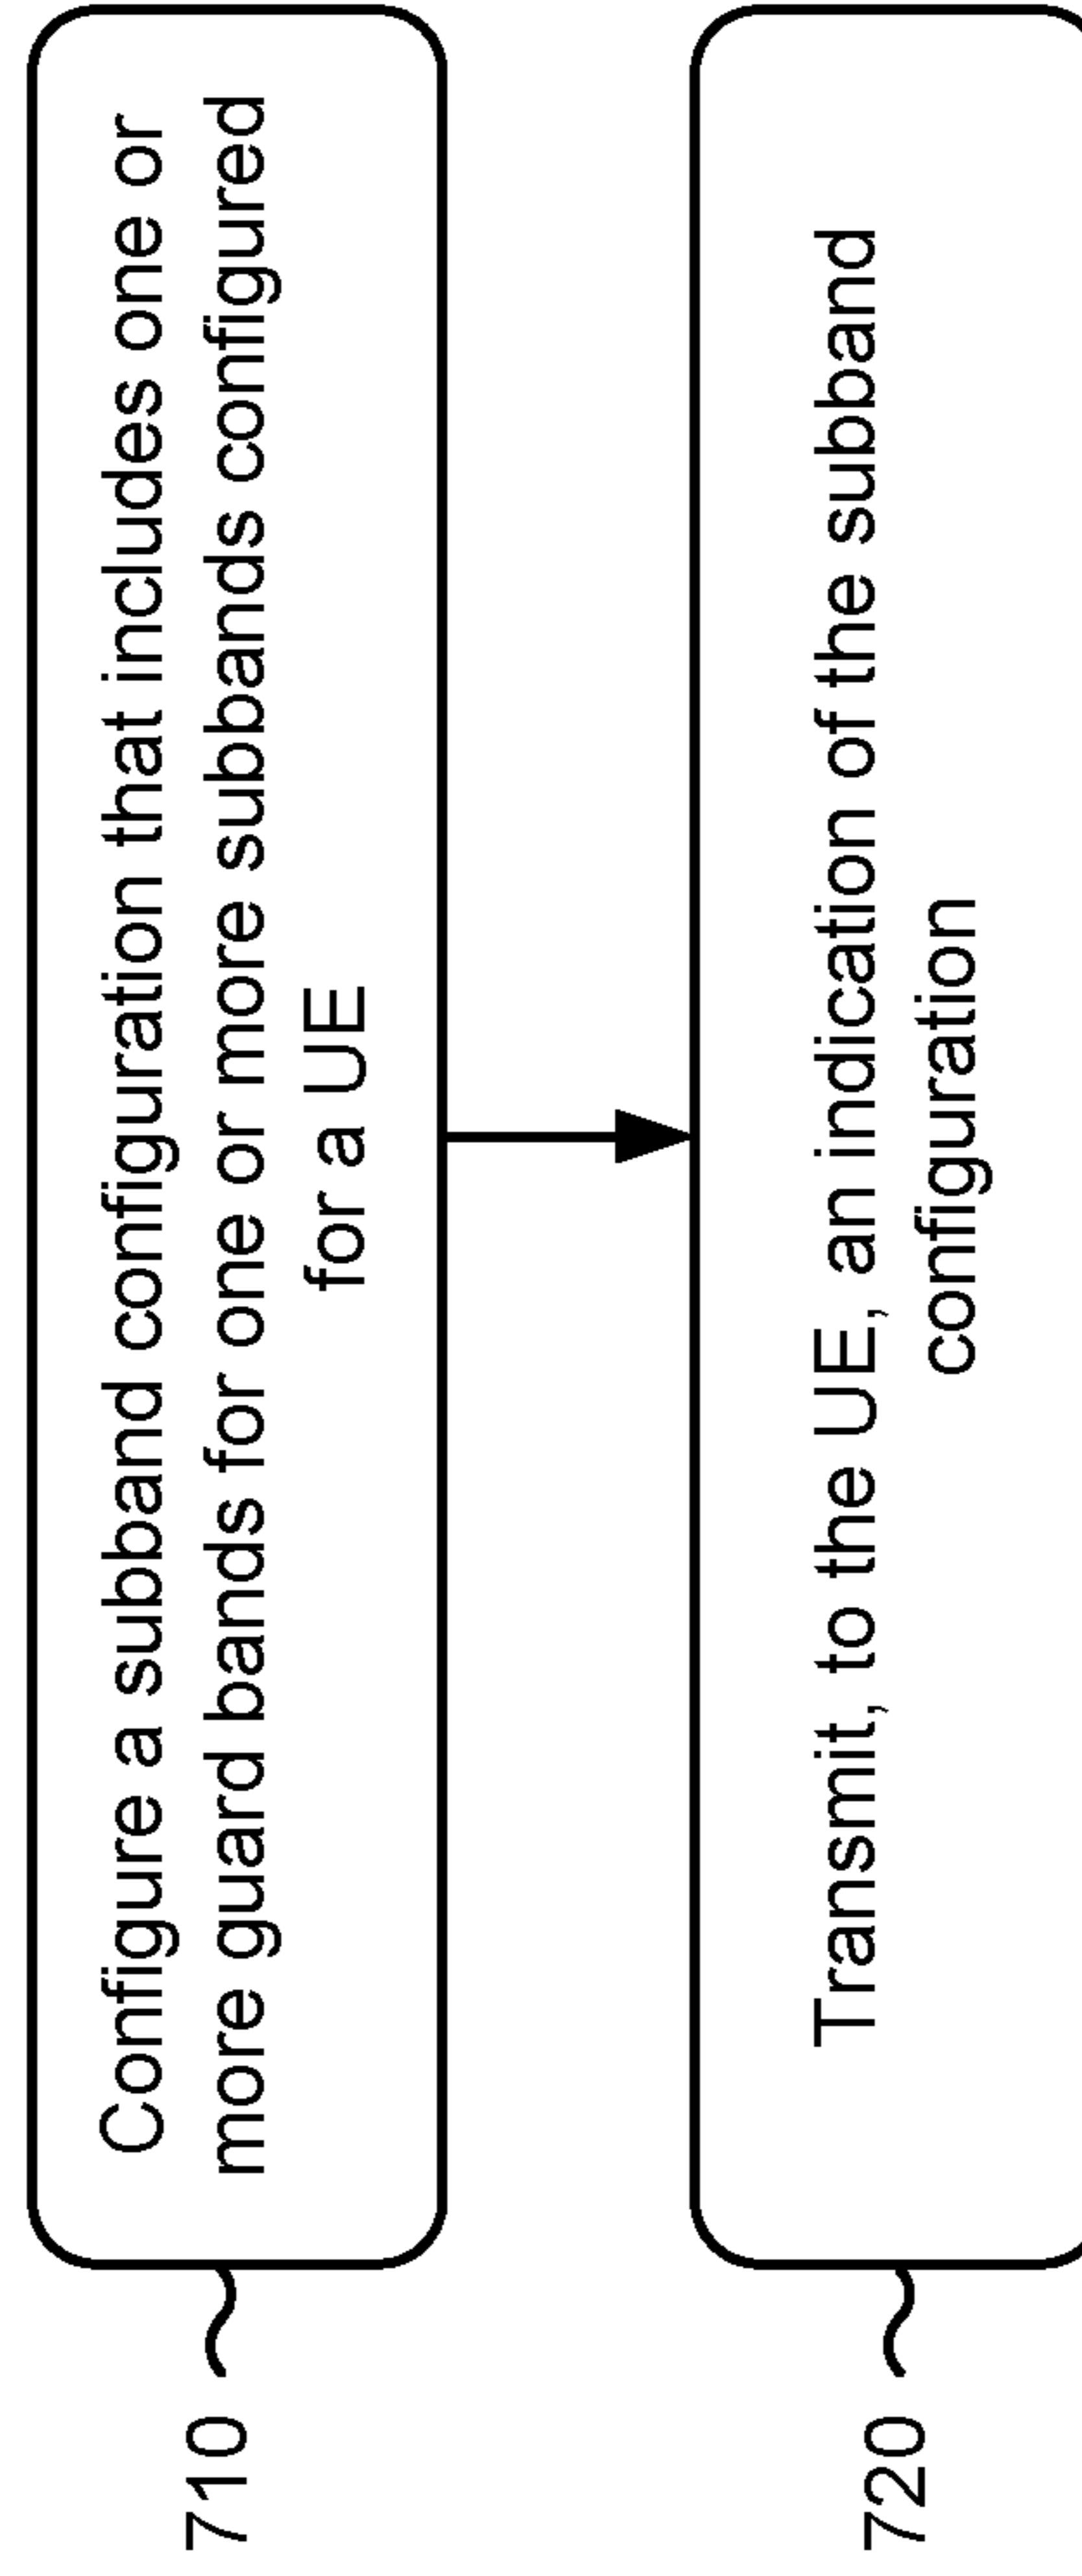 710
Configure a subband configuration that includes one or
more guard bands for one or more subbands configured
for a UE
720
Transmit, to the UE, an indication of the subband
configuration